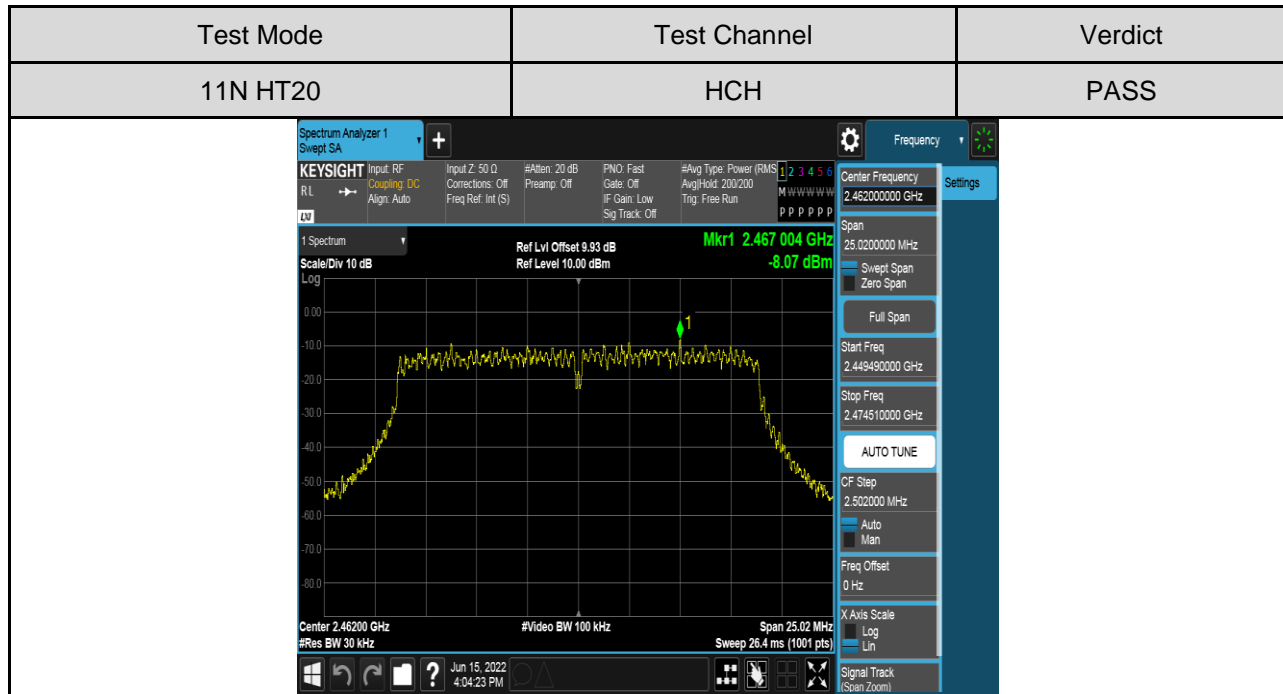 Test Mode Test Channel Verdict
11N HT20 HCH PASS
Spectrum Analyzer 1
Swept SA
+
Frequency
KEYSIGHT
RL
LXI
Input: RF
Coupling: DC
Align: Auto
Input Z: 50 Ω
Corrections: Off
Freq Ref: Int (S)
#Atten: 20 dB
Preamp: Off
PNO: Fast
Gate: Off
IF Gain: Low
Sig Track: Off
#Avg Type: Power (RMS
Avg|Hold: 200/200
Trig: Free Run
1 2 3 4 5 6
M W W W W W
P P P P P P
Center Frequency
2.462000000 GHz
Settings
Span
25.0200000 MHz
Swept Span
Zero Span
Full Span
Start Freq
2.449490000 GHz
Stop Freq
2.474510000 GHz
AUTO TUNE
CF Step
2.502000 MHz
Auto
Man
Freq Offset
0 Hz
X Axis Scale
Log
Lin
Signal Track
(Span Zoom)
1 Spectrum
Scale/Div 10 dB
Ref Lvl Offset 9.93 dB
Ref Level 10.00 dBm
Mkr1 2.467 004 GHz
-8.07 dBm
Log
0.00
-10.0
-20.0
-30.0
-40.0
-50.0
-60.0
-70.0
-80.0
1
Center 2.46200 GHz
#Res BW 30 kHz
#Video BW 100 kHz
Span 25.02 MHz
Sweep 26.4 ms (1001 pts)
?
Jun 15, 2022
4:04:23 PM